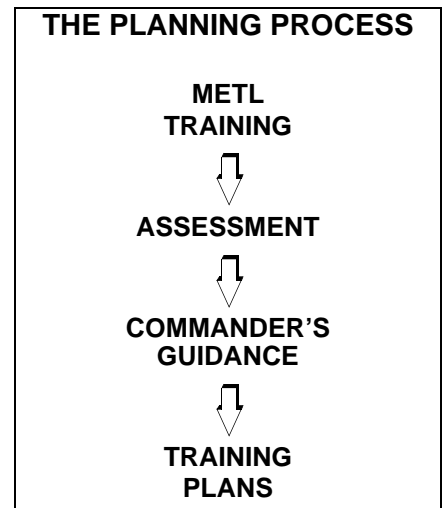 THE PLANNING PROCESS
METL
TRAINING
ASSESSMENT
COMMANDER'S
GUIDANCE
TRAINING
PLANS